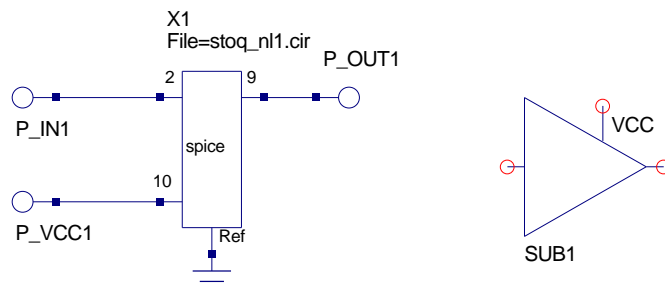 X1
File=stoq_nl1.cir
P_OUT1
2
9
P_IN1
spice
10
P_VCC1
Ref
VCC
SUB1